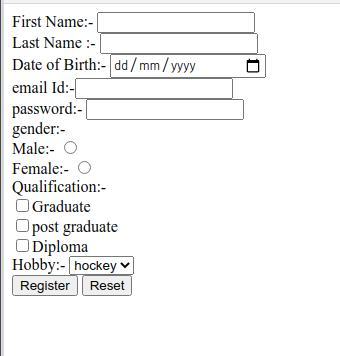 First Name:-
Last Name :-
Date of Birth:- dd/mm/yyyy
email Id:-
password:-
gender:-
Male:-
Female:-
Qualification:-
Graduate
post graduate
Diploma
Hobby:- hockey
Register Reset